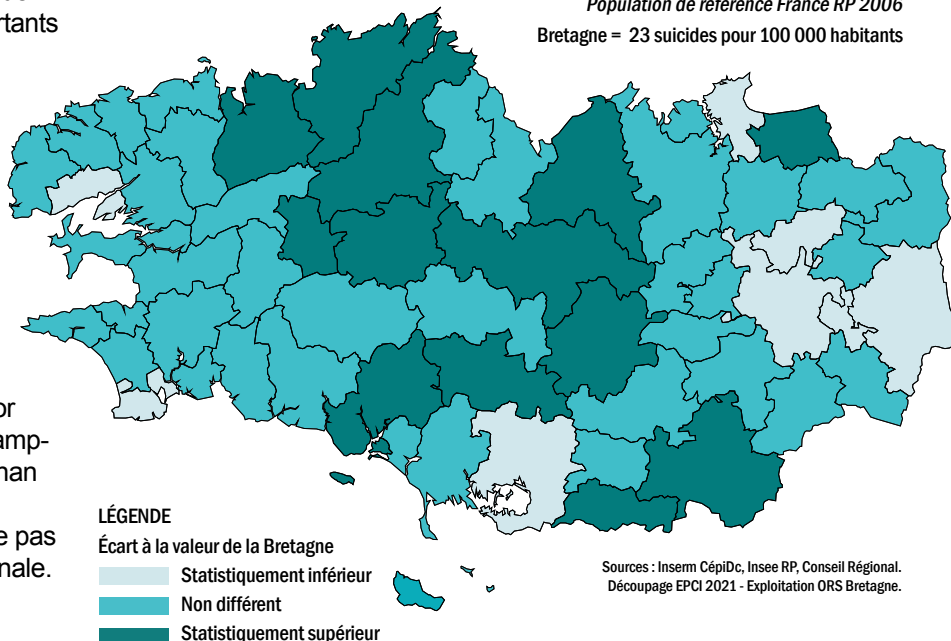 rtants
Population de référence France RP 2006
Bretagne = 23 suicides pour 100 000 habitants
or
amp-
nan
e pas
nale.
LÉGENDE
Écart à la valeur de la Bretagne
Statistiquement inférieur
Non différent
Statistiquement supérieur
Sources : Inserm CépiDc, Insee RP, Conseil Régional.
Découpage EPCI 2021 - Exploitation ORS Bretagne.